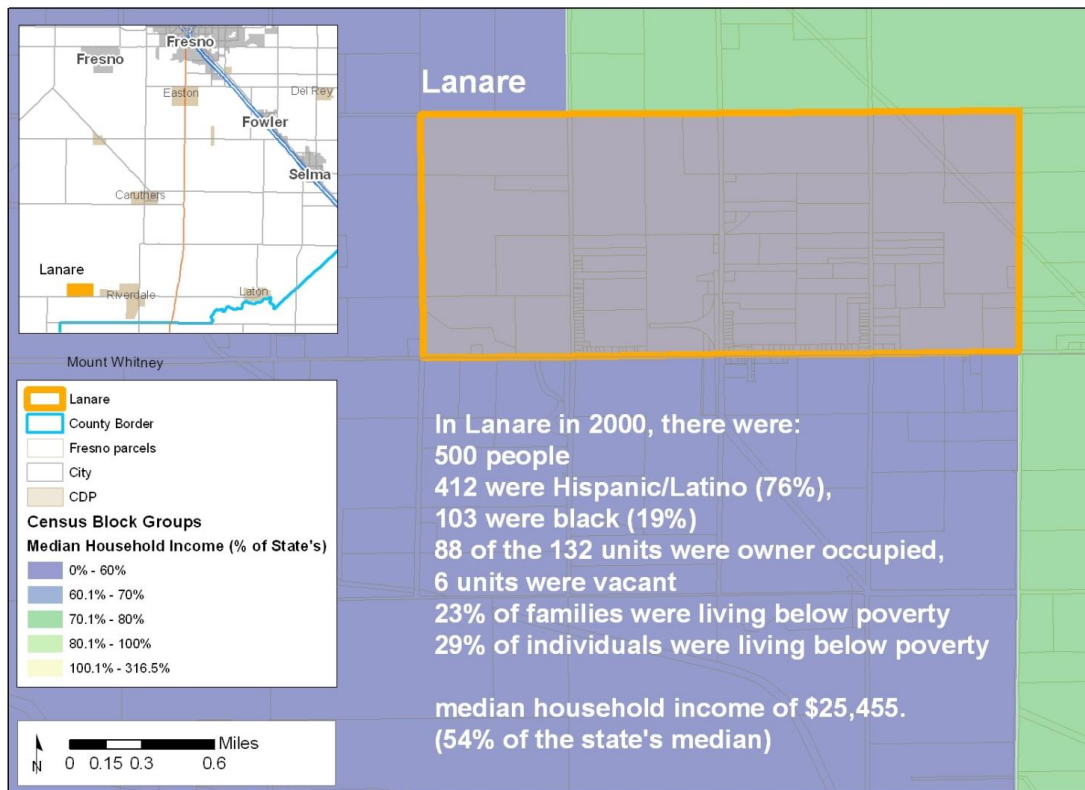 Fresno
Fresno
Easton
Del Rey
Fowler
Selma
Caruthers
Lanare
Riverdale
Laton
Lanare
Mount Whitney
Lanare
County Border
Fresno parcels
City
CDP
Census Block Groups
Median Household Income (% of State's)
0% - 60%
60.1% - 70%
70.1% - 80%
80.1% - 100%
100.1% - 316.5%
N
Miles
0 0.15 0.3 0.6
In Lanare in 2000, there were:
500 people
412 were Hispanic/Latino (76%),
103 were black (19%)
88 of the 132 units were owner occupied,
6 units were vacant
23% of families were living below poverty
29% of individuals were living below poverty
median household income of $25,455.
(54% of the state's median)